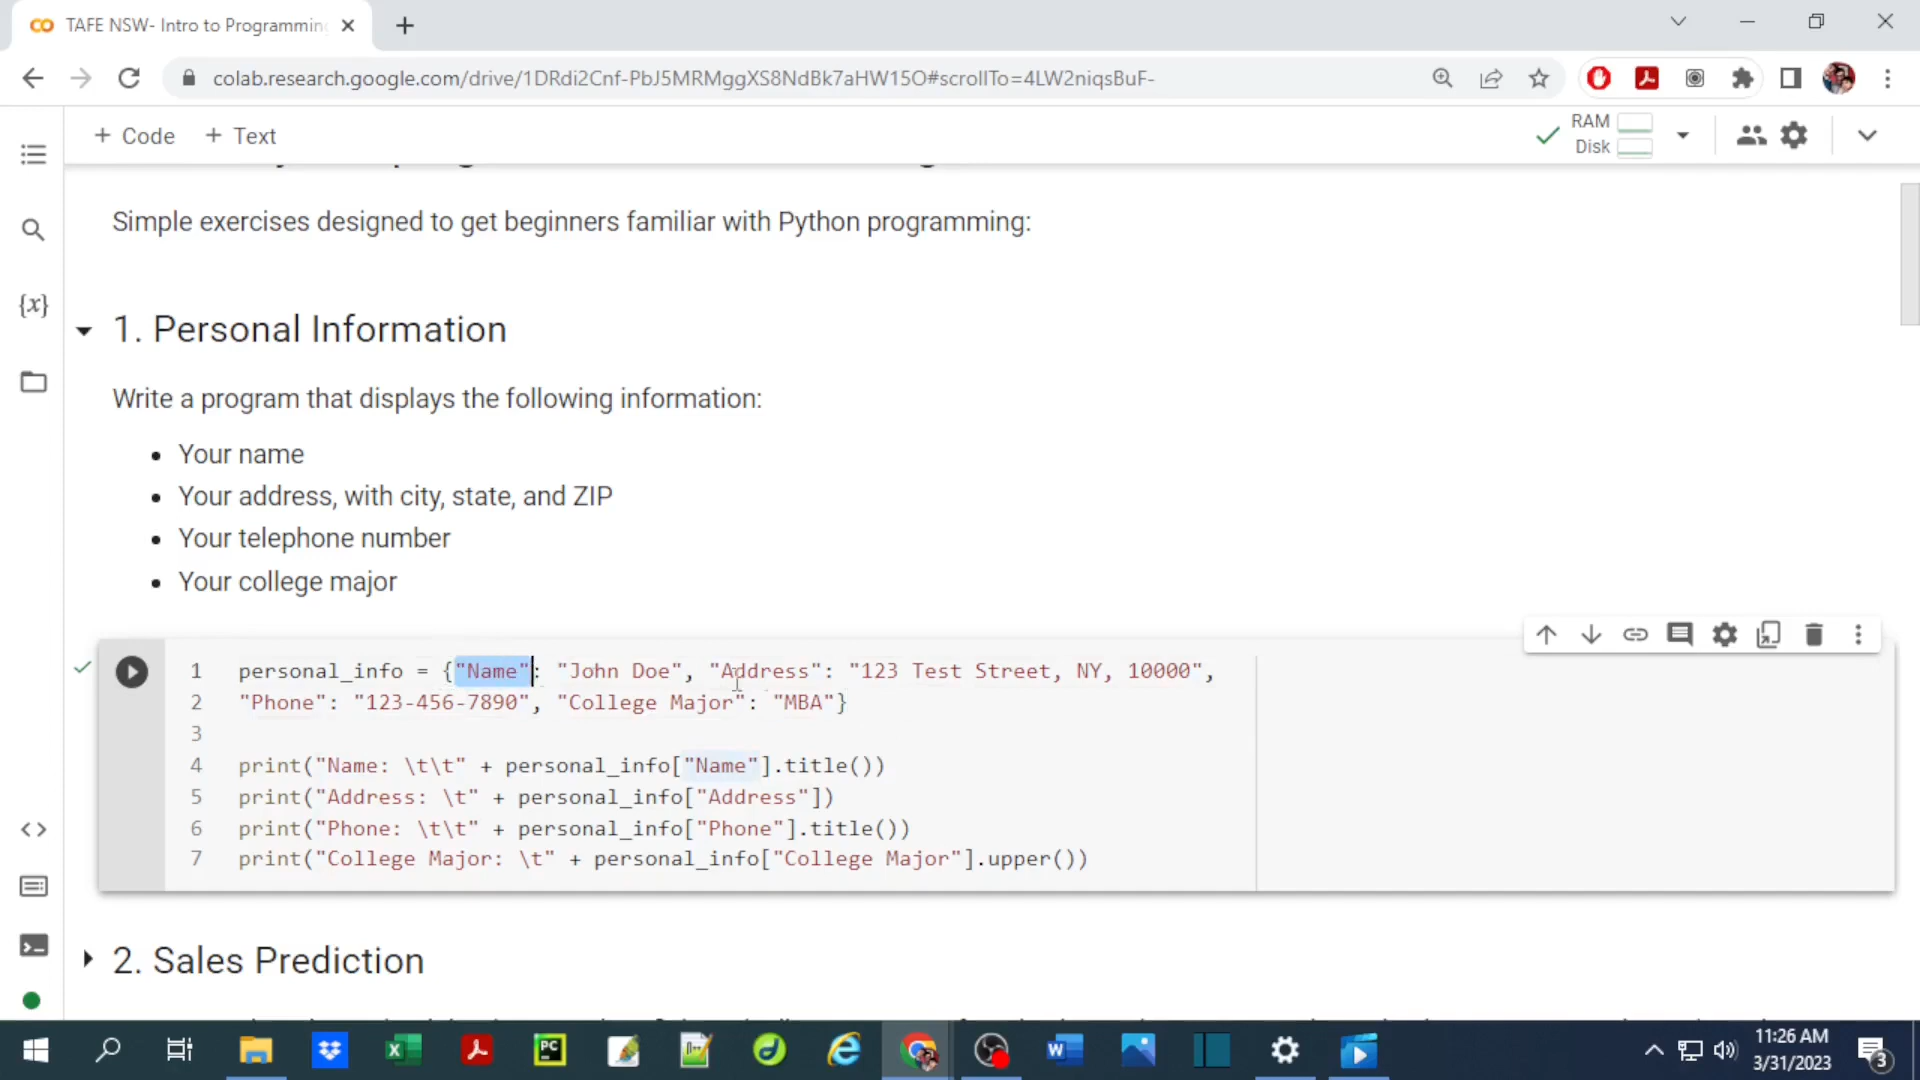 TAFE NSW- Intro to Programmin
colab.research.google.com/drive/1DRdi2Cnf-PbJ5MRMggXS8NdBk7aHW15O#scrollTo=4LW2niqsBuF-
+ Code + Text
RAM
Disk
Simple exercises designed to get beginners familiar with Python programming:
{x}
1. Personal Information
Write a program that displays the following information:
• Your name
• Your address, with city, state, and ZIP
• Your telephone number
• Your college major
1 personal_info = {"Name": "John Doe", "Address": "123 Test Street, NY, 10000",
2 "Phone": "123-456-7890", "College Major": "MBA"}
3
4 print("Name: \t\t" + personal_info["Name"].title())
5 print("Address: \t" + personal_info["Address"])
6 print("Phone: \t\t" + personal_info["Phone"].title())
7 print("College Major: \t" + personal_info["College Major"].upper())
2. Sales Prediction
11:26 AM
3/31/2023
3